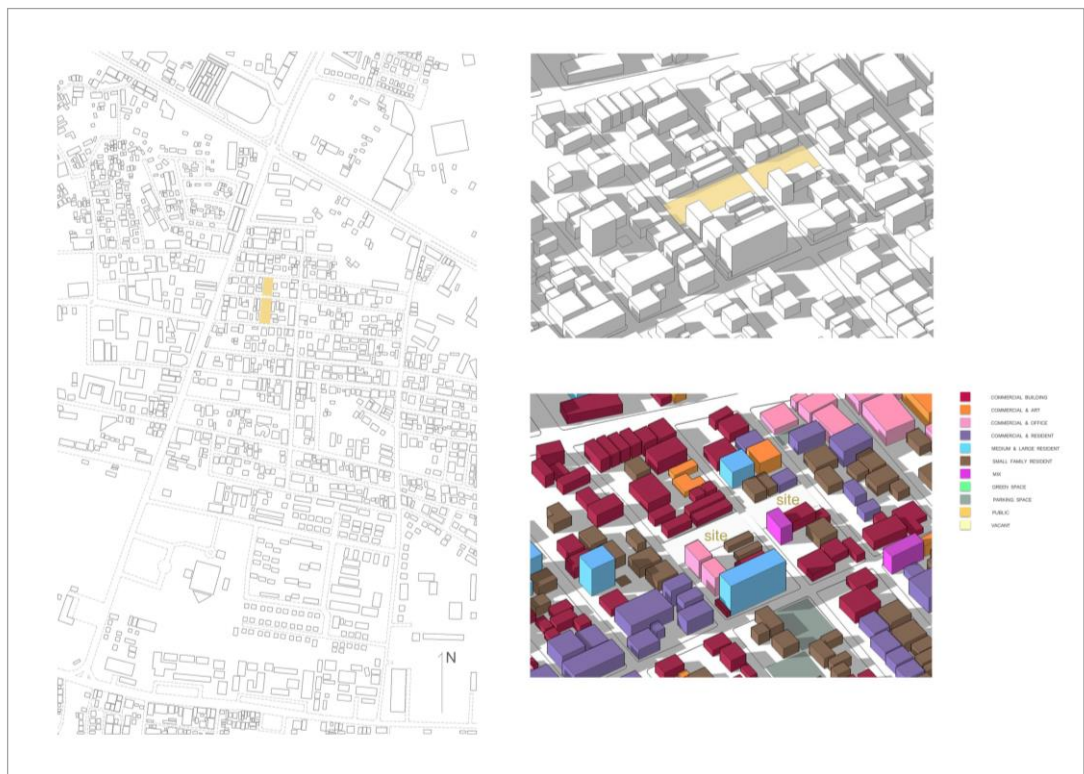 N
site
site
COMMERCIAL BUILDING
COMMERCIAL & ART
COMMERCIAL & OFFICE
COMMERCIAL & RESIDENT
MEDIUM & LARGE RESIDENT
SMALL FAMILY RESIDENT
MIX
GREEN SPACE
PARKING SPACE
PUBLIC
VACANT